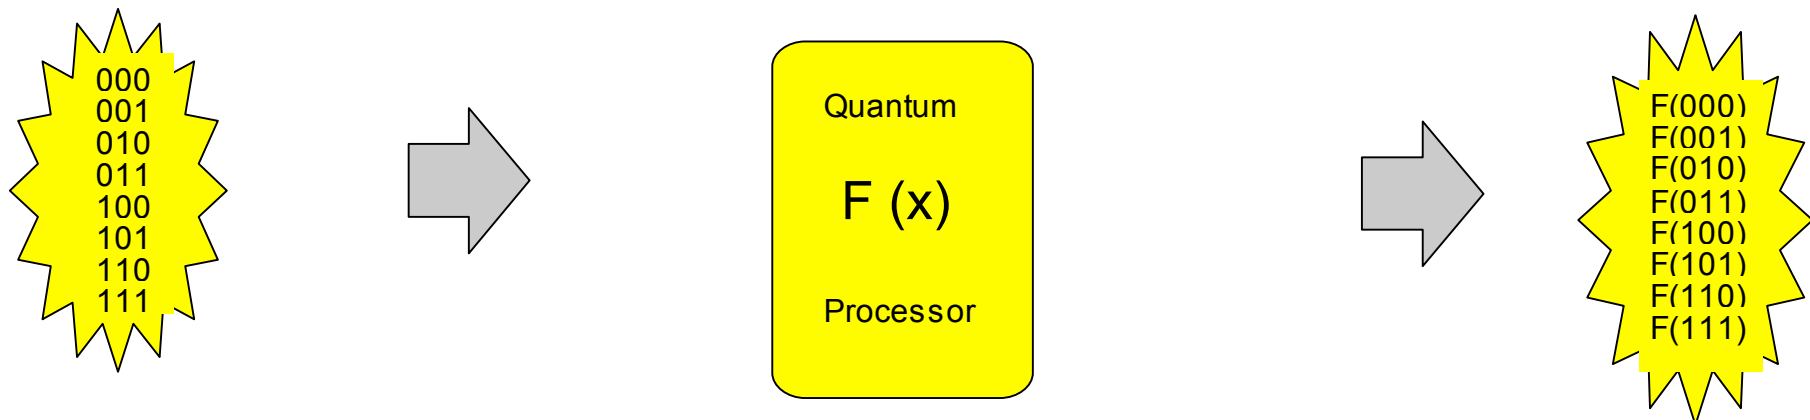 000
001
010
011
100
101
110
111
Quantum
F (x)
Processor
F(000)
F(001)
F(010)
F(011)
F(100)
F(101)
F(110)
F(111)